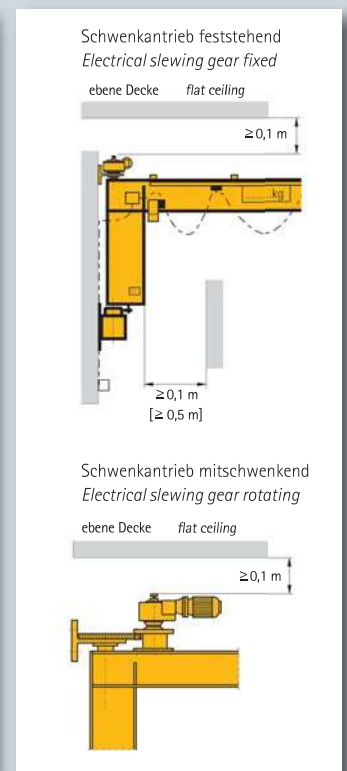 Schwenkantrieb feststehend
Electrical slewing gear fixed
ebene Decke flat ceiling
≥0,1 m
kg
≥0,1 m
[≥ 0,5 m]
Schwenkantrieb mitschwenkend
Electrical slewing gear rotating
ebene Decke flat ceiling
≥0,1 m